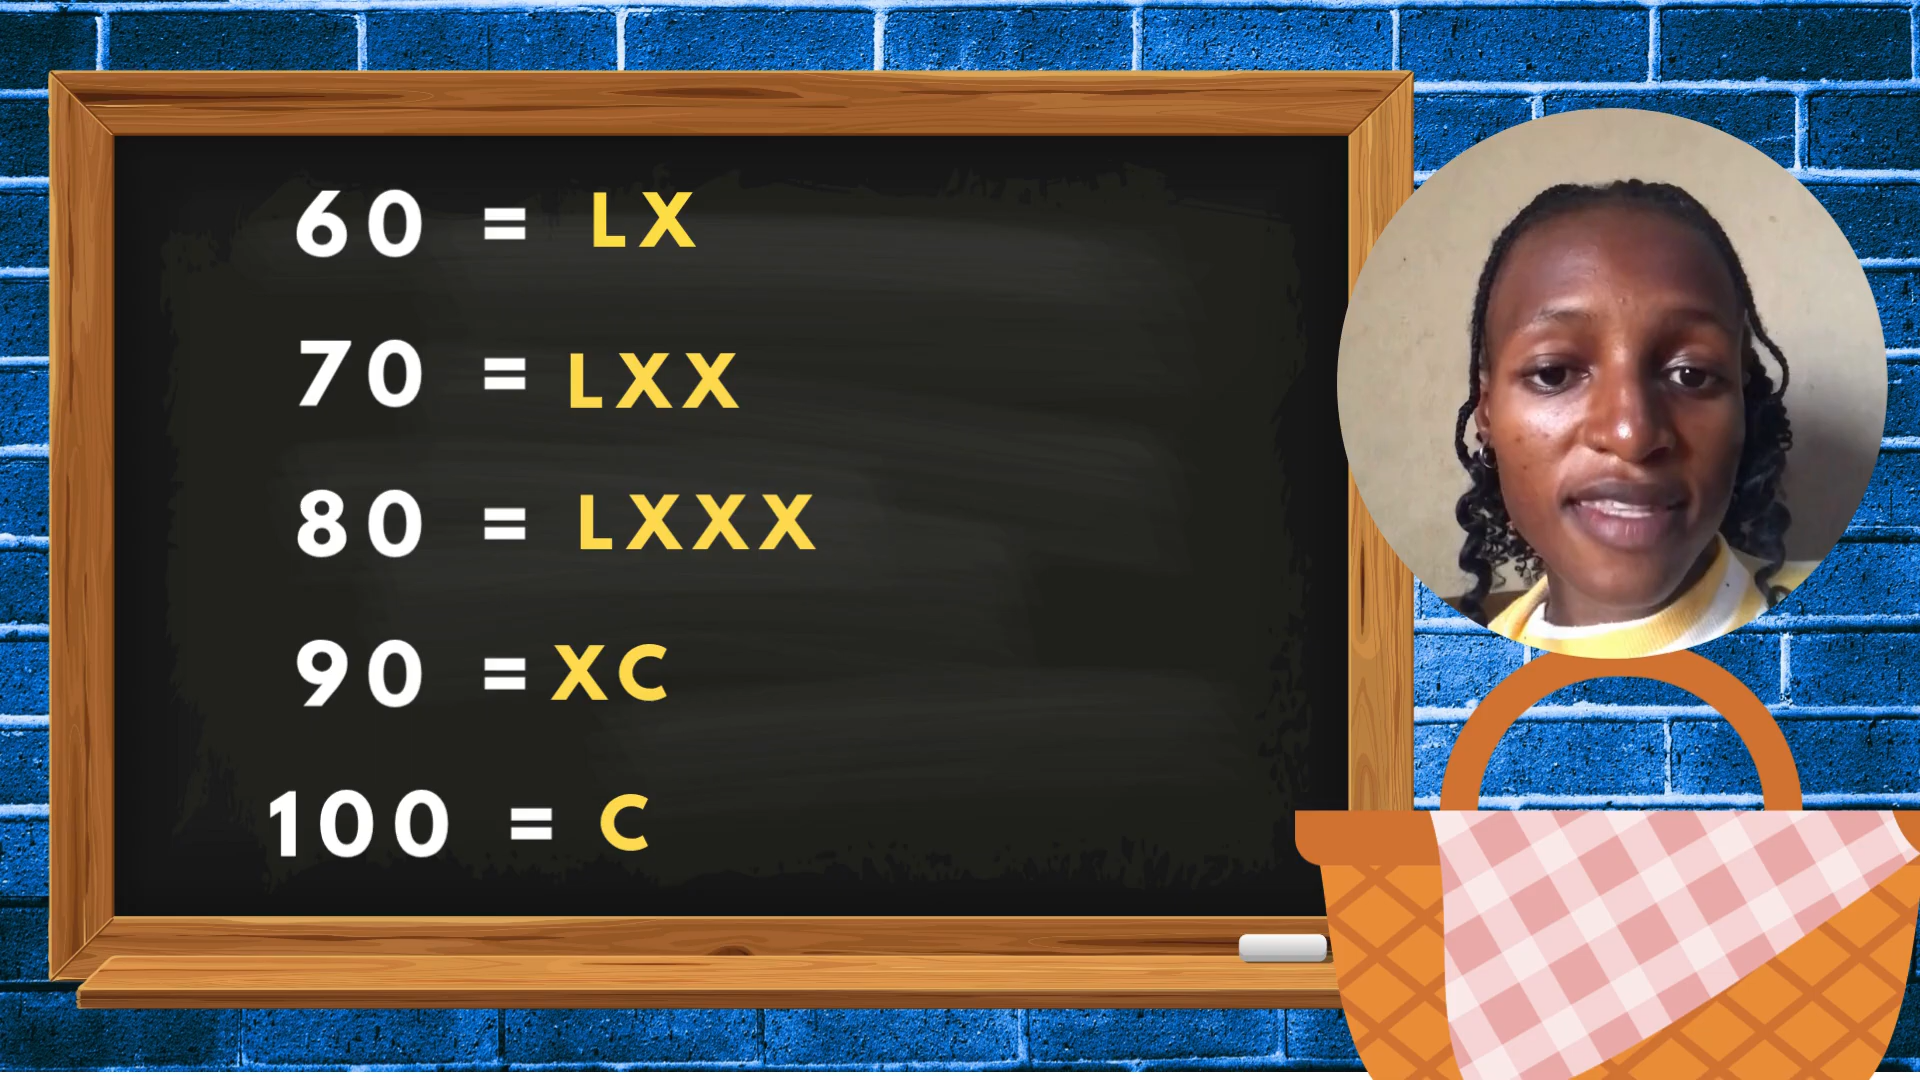 60 = LX
70 = LXX
80 = LXXX
90 = XC
100 = C